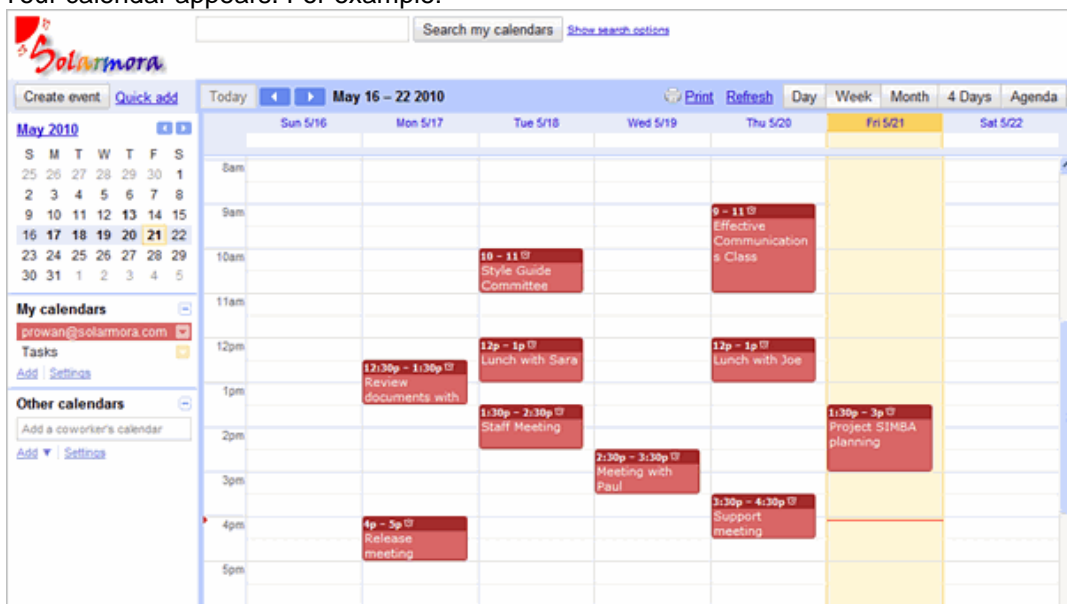 Your calendar appears. For example:
Solarmora
Search my calendars Show search options
Create event Quick add
Today May 16 – 22 2010 Print Refresh Day Week Month 4 Days Agenda
May 2010
S M T W T F S
25 26 27 28 29 30 1
2 3 4 5 6 7 8
9 10 11 12 13 14 15
16 17 18 19 20 21 22
23 24 25 26 27 28 29
30 31 1 2 3 4 5
My calendars
prowan@solarmora.com
Tasks
Add Settings
Other calendars
Add a coworker's calendar
Add Settings
Sun 5/16 Mon 5/17 Tue 5/18 Wed 5/19 Thu 5/20 Fri 5/21 Sat 5/22
8am
9am
10am
11am
12pm
1pm
2pm
3pm
4pm
5pm
12:30p – 1:30p
Review
documents with
4p – 5p
Release
meeting
10 – 11
Style Guide
Committee
12p – 1p
Lunch with Sara
1:30p – 2:30p
Staff Meeting
2:30p – 3:30p
Meeting with
Paul
9 – 11
Effective
Communication
s Class
12p – 1p
Lunch with Joe
3:30p – 4:30p
Support
meeting
1:30p – 3p
Project SIMBA
planning